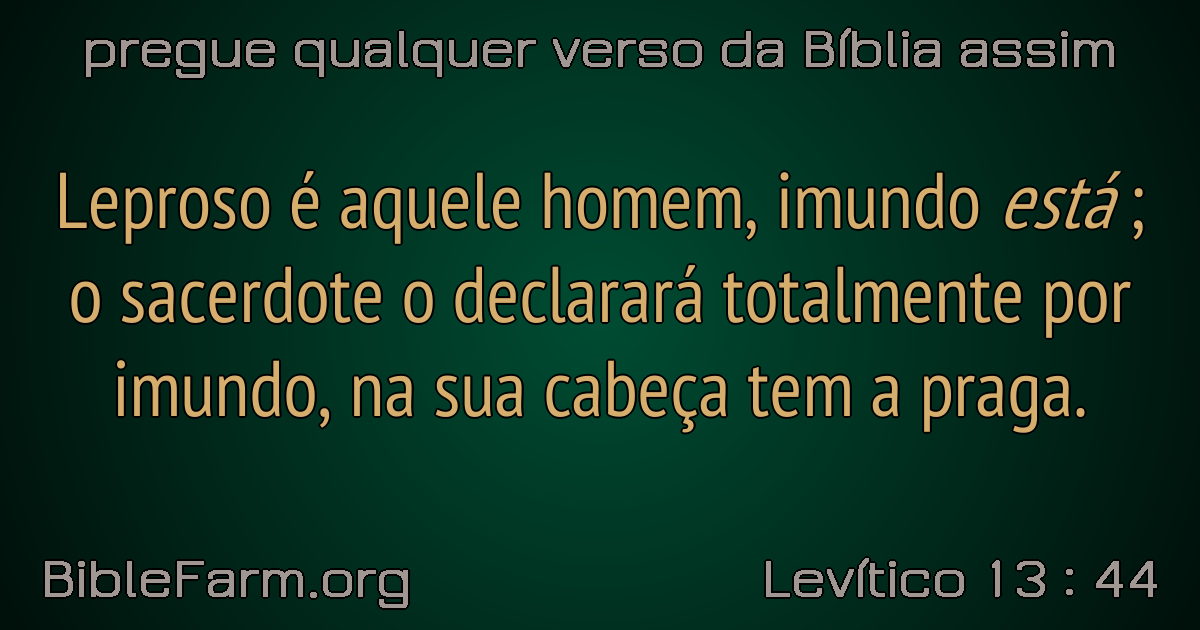 pregue qualquer verso da Bíblia assim
Leproso é aquele homem, imundo está ;
o sacerdote o declarará totalmente por
imundo, na sua cabeça tem a praga.
BibleFarm.org
Levítico 13 : 44